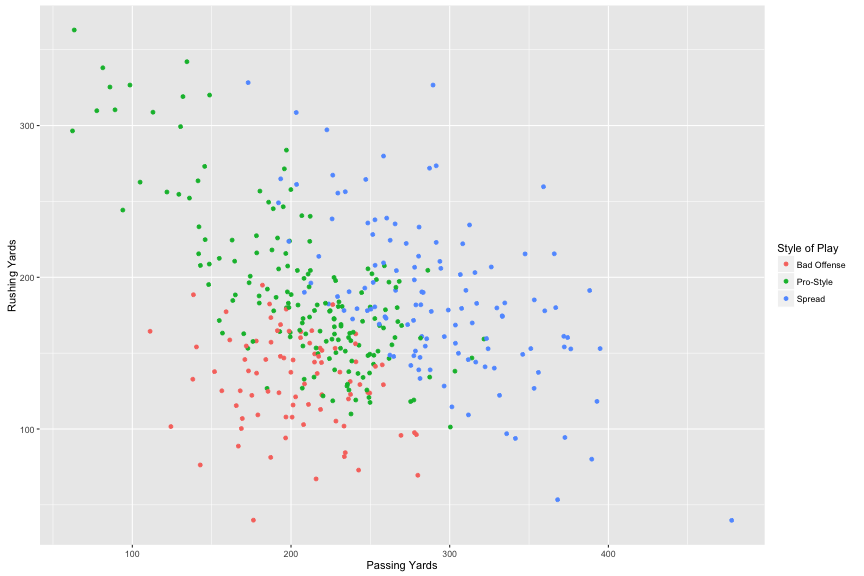 300
200
100
Rushing Yards
100 200 300 400
Passing Yards
Style of Play
Bad Offense
Pro-Style
Spread